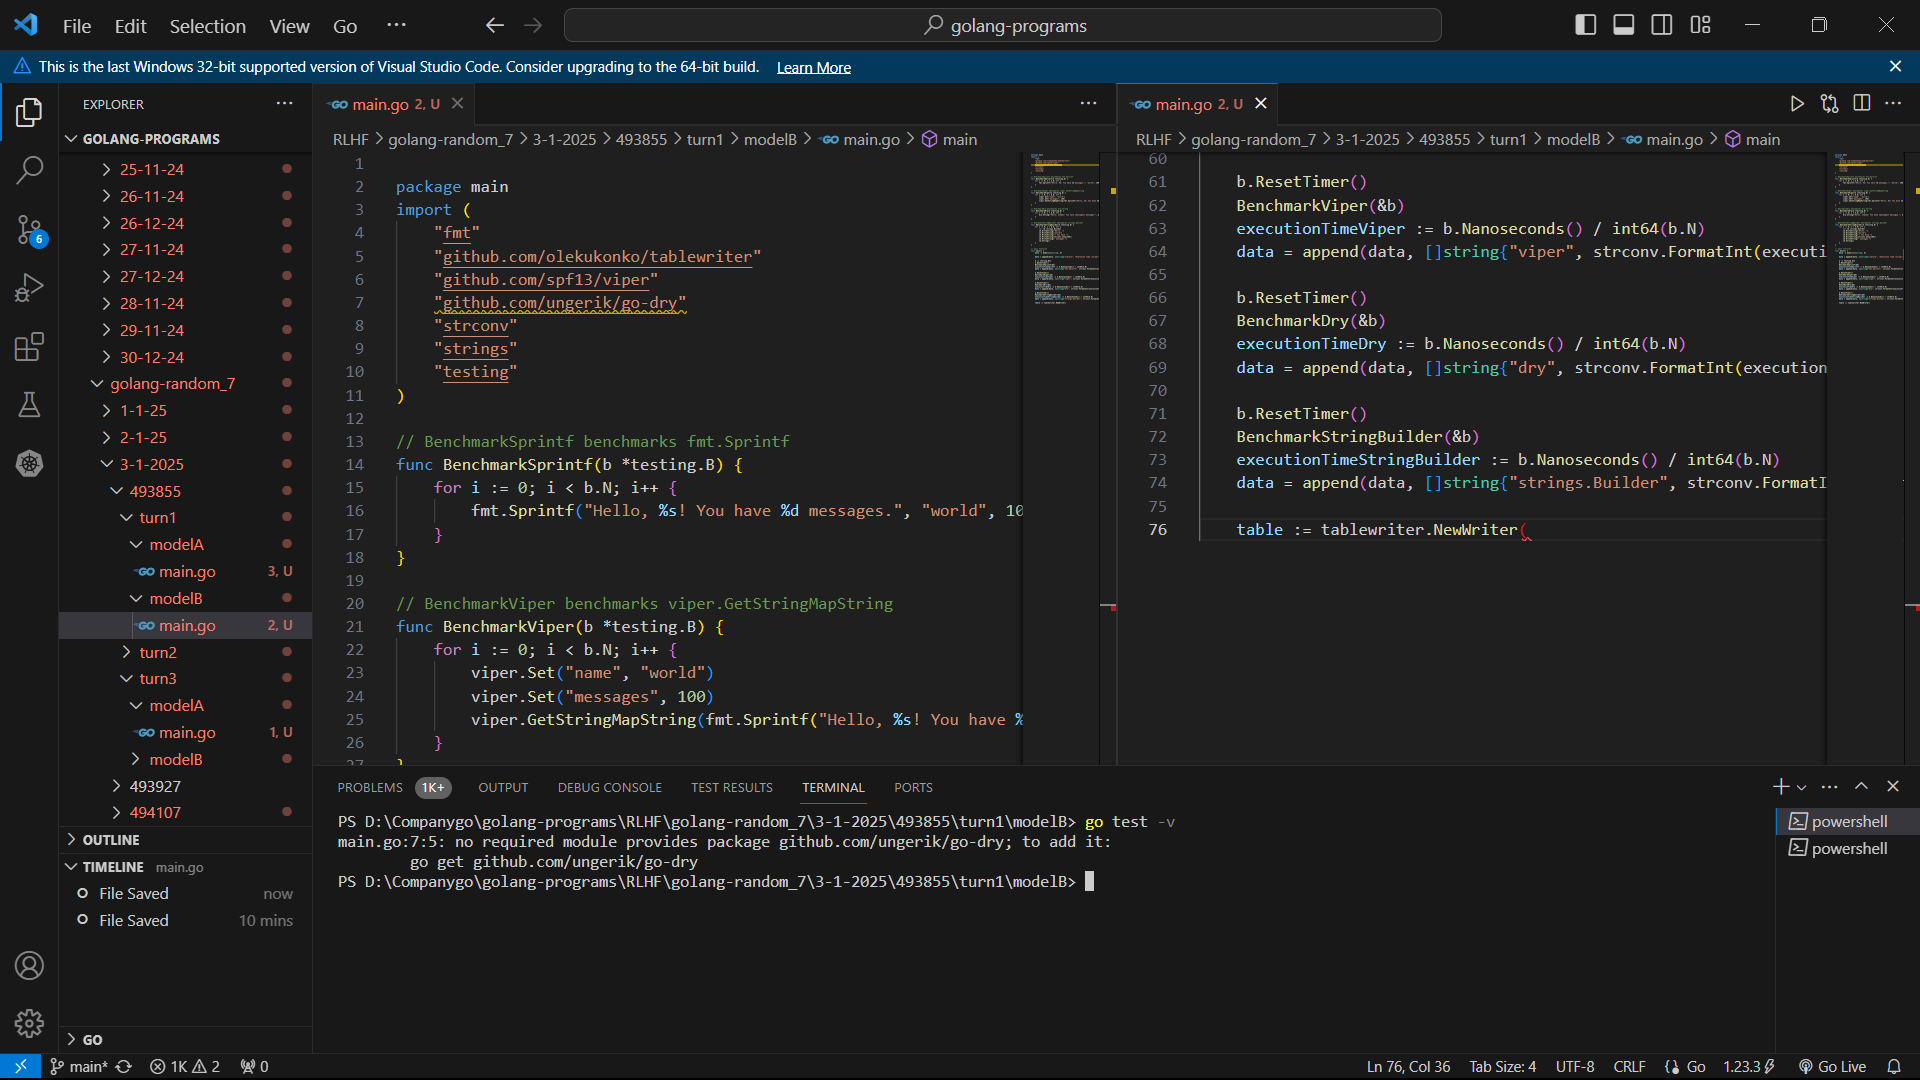 File Edit Selection View Go ··· golang-programs
This is the last Windows 32-bit supported version of Visual Studio Code. Consider upgrading to the 64-bit build. Learn More
EXPLORER
GOLANG-PROGRAMS
25-11-24
26-11-24
26-12-24
27-11-24
27-12-24
28-11-24
29-11-24
30-12-24
golang-random_7
1-1-25
2-1-25
3-1-2025
493855
turn1
modelA
main.go 3, U
modelB
main.go 2, U
turn2
turn3
modelA
main.go 1, U
modelB
493927
494107
OUTLINE
TIMELINE main.go
File Saved now
File Saved 10 mins
GO
6
main.go 2, U
RLHF > golang-random_7 > 3-1-2025 > 493855 > turn1 > modelB > main.go > main
1
2 package main
3 import (
4 "fmt"
5 "github.com/olekukonko/tablewriter"
6 "github.com/spf13/viper"
7 "github.com/ungerik/go-dry"
8 "strconv"
9 "strings"
10 "testing"
11 )
12
13 // BenchmarkSprintf benchmarks fmt.Sprintf
14 func BenchmarkSprintf(b *testing.B) {
15 for i := 0; i < b.N; i++ {
16 fmt.Sprintf("Hello, %s! You have %d messages.", "world", 10
17 }
18 }
19
20 // BenchmarkViper benchmarks viper.GetStringMapString
21 func BenchmarkViper(b *testing.B) {
22 for i := 0; i < b.N; i++ {
23 viper.Set("name", "world")
24 viper.Set("messages", 100)
25 viper.GetStringMapString(fmt.Sprintf("Hello, %s! You have %
26 }
27 }
main.go 2, U
RLHF > golang-random_7 > 3-1-2025 > 493855 > turn1 > modelB > main.go > main
60
61 b.ResetTimer()
62 BenchmarkViper(&b)
63 executionTimeViper := b.Nanoseconds() / int64(b.N)
64 data = append(data, []string{"viper", strconv.FormatInt(executi
65
66 b.ResetTimer()
67 BenchmarkDry(&b)
68 executionTimeDry := b.Nanoseconds() / int64(b.N)
69 data = append(data, []string{"dry", strconv.FormatInt(execution
70
71 b.ResetTimer()
72 BenchmarkStringBuilder(&b)
73 executionTimeStringBuilder := b.Nanoseconds() / int64(b.N)
74 data = append(data, []string{"strings.Builder", strconv.FormatI
75
76 table := tablewriter.NewWriter(
PROBLEMS 1K+ OUTPUT DEBUG CONSOLE TEST RESULTS TERMINAL PORTS
PS D:\Companygo\golang-programs\RLHF\golang-random_7\3-1-2025\493855\turn1\modelB> go test -v
main.go:7:5: no required module provides package github.com/ungerik/go-dry; to add it:
go get github.com/ungerik/go-dry
PS D:\Companygo\golang-programs\RLHF\golang-random_7\3-1-2025\493855\turn1\modelB>
powershell
powershell
main* 1K 2 0 Ln 76, Col 36 Tab Size: 4 UTF-8 CRLF Go 1.23.3 Go Live